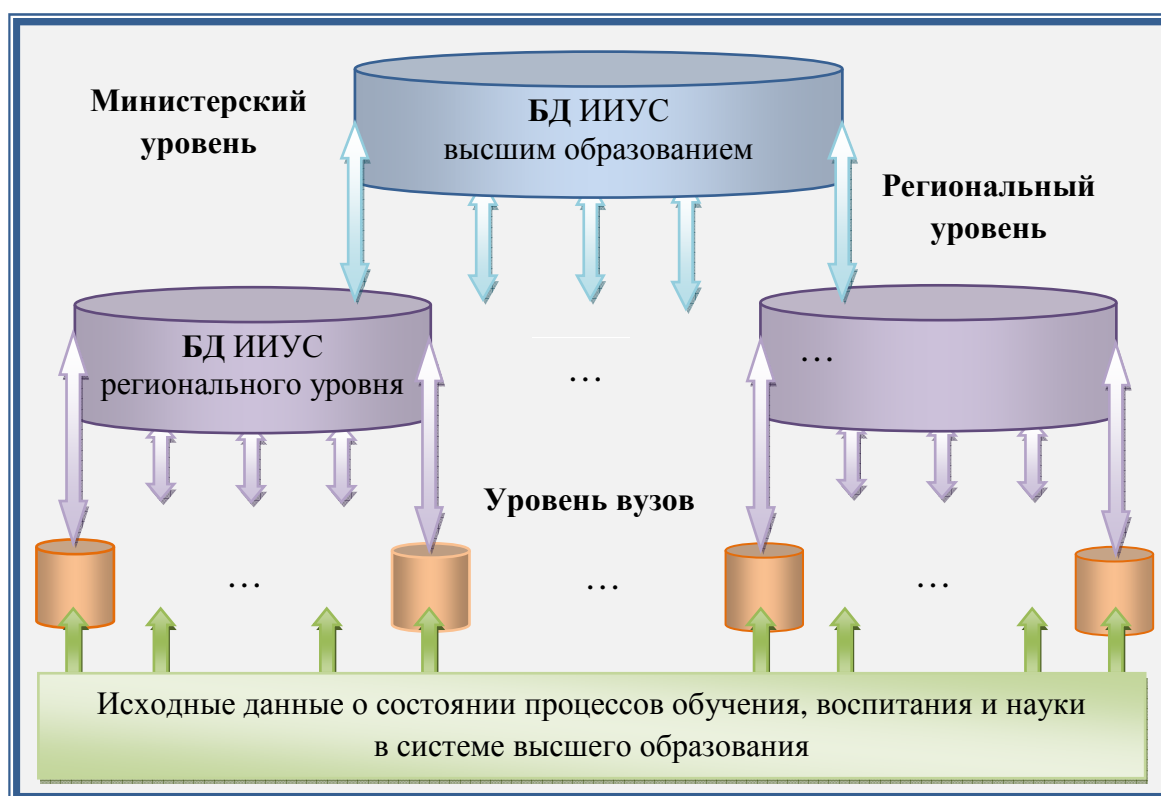 Министерский
уровень
БД ИИУС
высшим образованием
Региональный
уровень
БД ИИУС
регионального уровня
…
…
Уровень вузов
…
…
…
Исходные данные о состоянии процессов обучения, воспитания и науки
в системе высшего образования